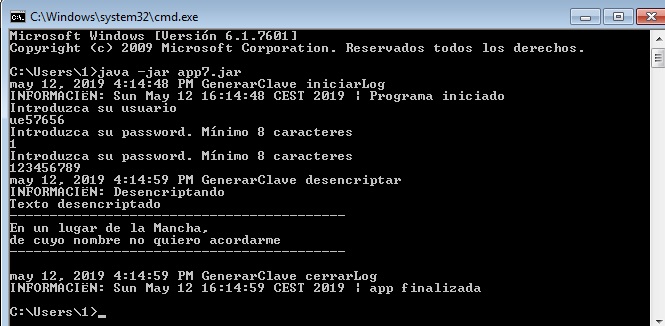 C:\Windows\system32\cmd.exe
Microsoft Windows [Versión 6.1.7601]
Copyright (c) 2009 Microsoft Corporation. Reservados todos los derechos.
C:\Users\1>java -jar app7.jar
may 12, 2019 4:14:48 PM GenerarClave iniciarLog
INFORMACIËN: Sun May 12 16:14:48 CEST 2019 ¦ Programa iniciado
Introduzca su usuario
ue57656
Introduzca su password. Mínimo 8 caracteres
1
Introduzca su password. Mínimo 8 caracteres
123456789
may 12, 2019 4:14:59 PM GenerarClave desencriptar
INFORMACIËN: Desencriptando
Texto desencriptado
------------------------------------------
En un lugar de la Mancha,
de cuyo nombre no quiero acordarme
------------------------------------------
may 12, 2019 4:14:59 PM GenerarClave cerrarLog
INFORMACIËN: Sun May 12 16:14:59 CEST 2019 ¦ app finalizada
C:\Users\1>_